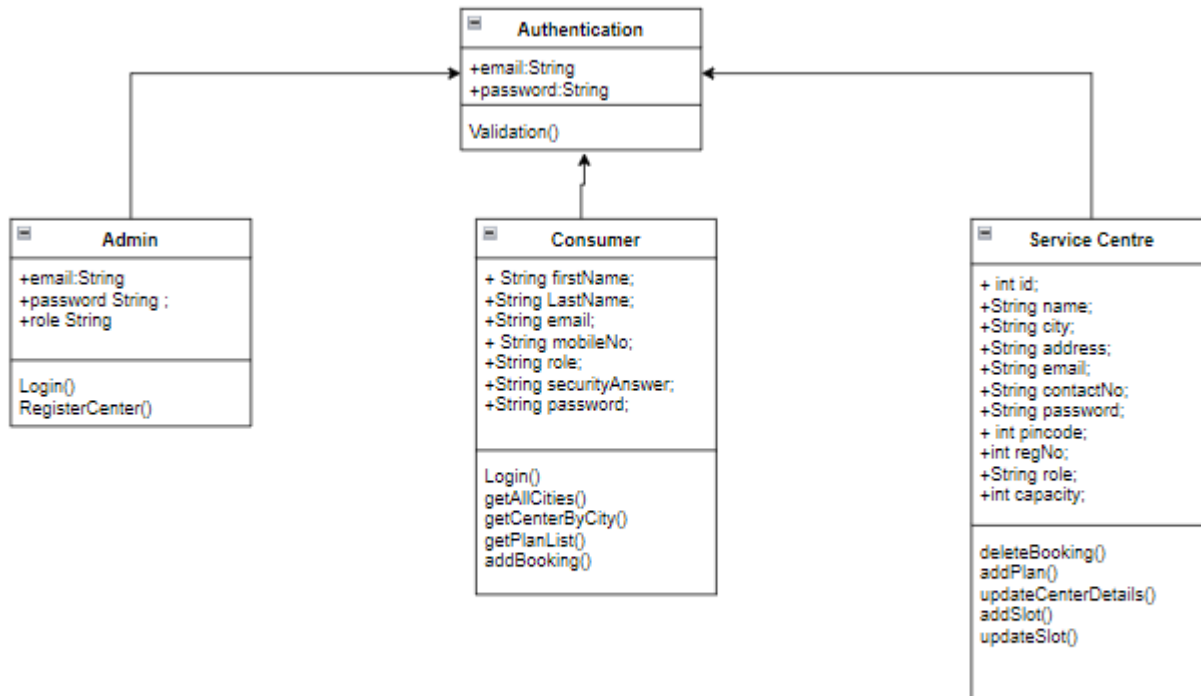 Authentication
+email:String
+password:String
Validation()
Admin
+email:String
+password String ;
+role String
Login()
RegisterCenter()
Consumer
+ String firstName;
+String LastName;
+String email;
+ String mobileNo;
+String role;
+String securityAnswer;
+String password;
Login()
getAllCities()
getCenterByCity()
getPlanList()
addBooking()
Service Centre
+ int id;
+String name;
+String city;
+String address;
+String email;
+String contactNo;
+String password;
+ int pincode;
+int regNo;
+String role;
+int capacity;
deleteBooking()
addPlan()
updateCenterDetails()
addSlot()
updateSlot()